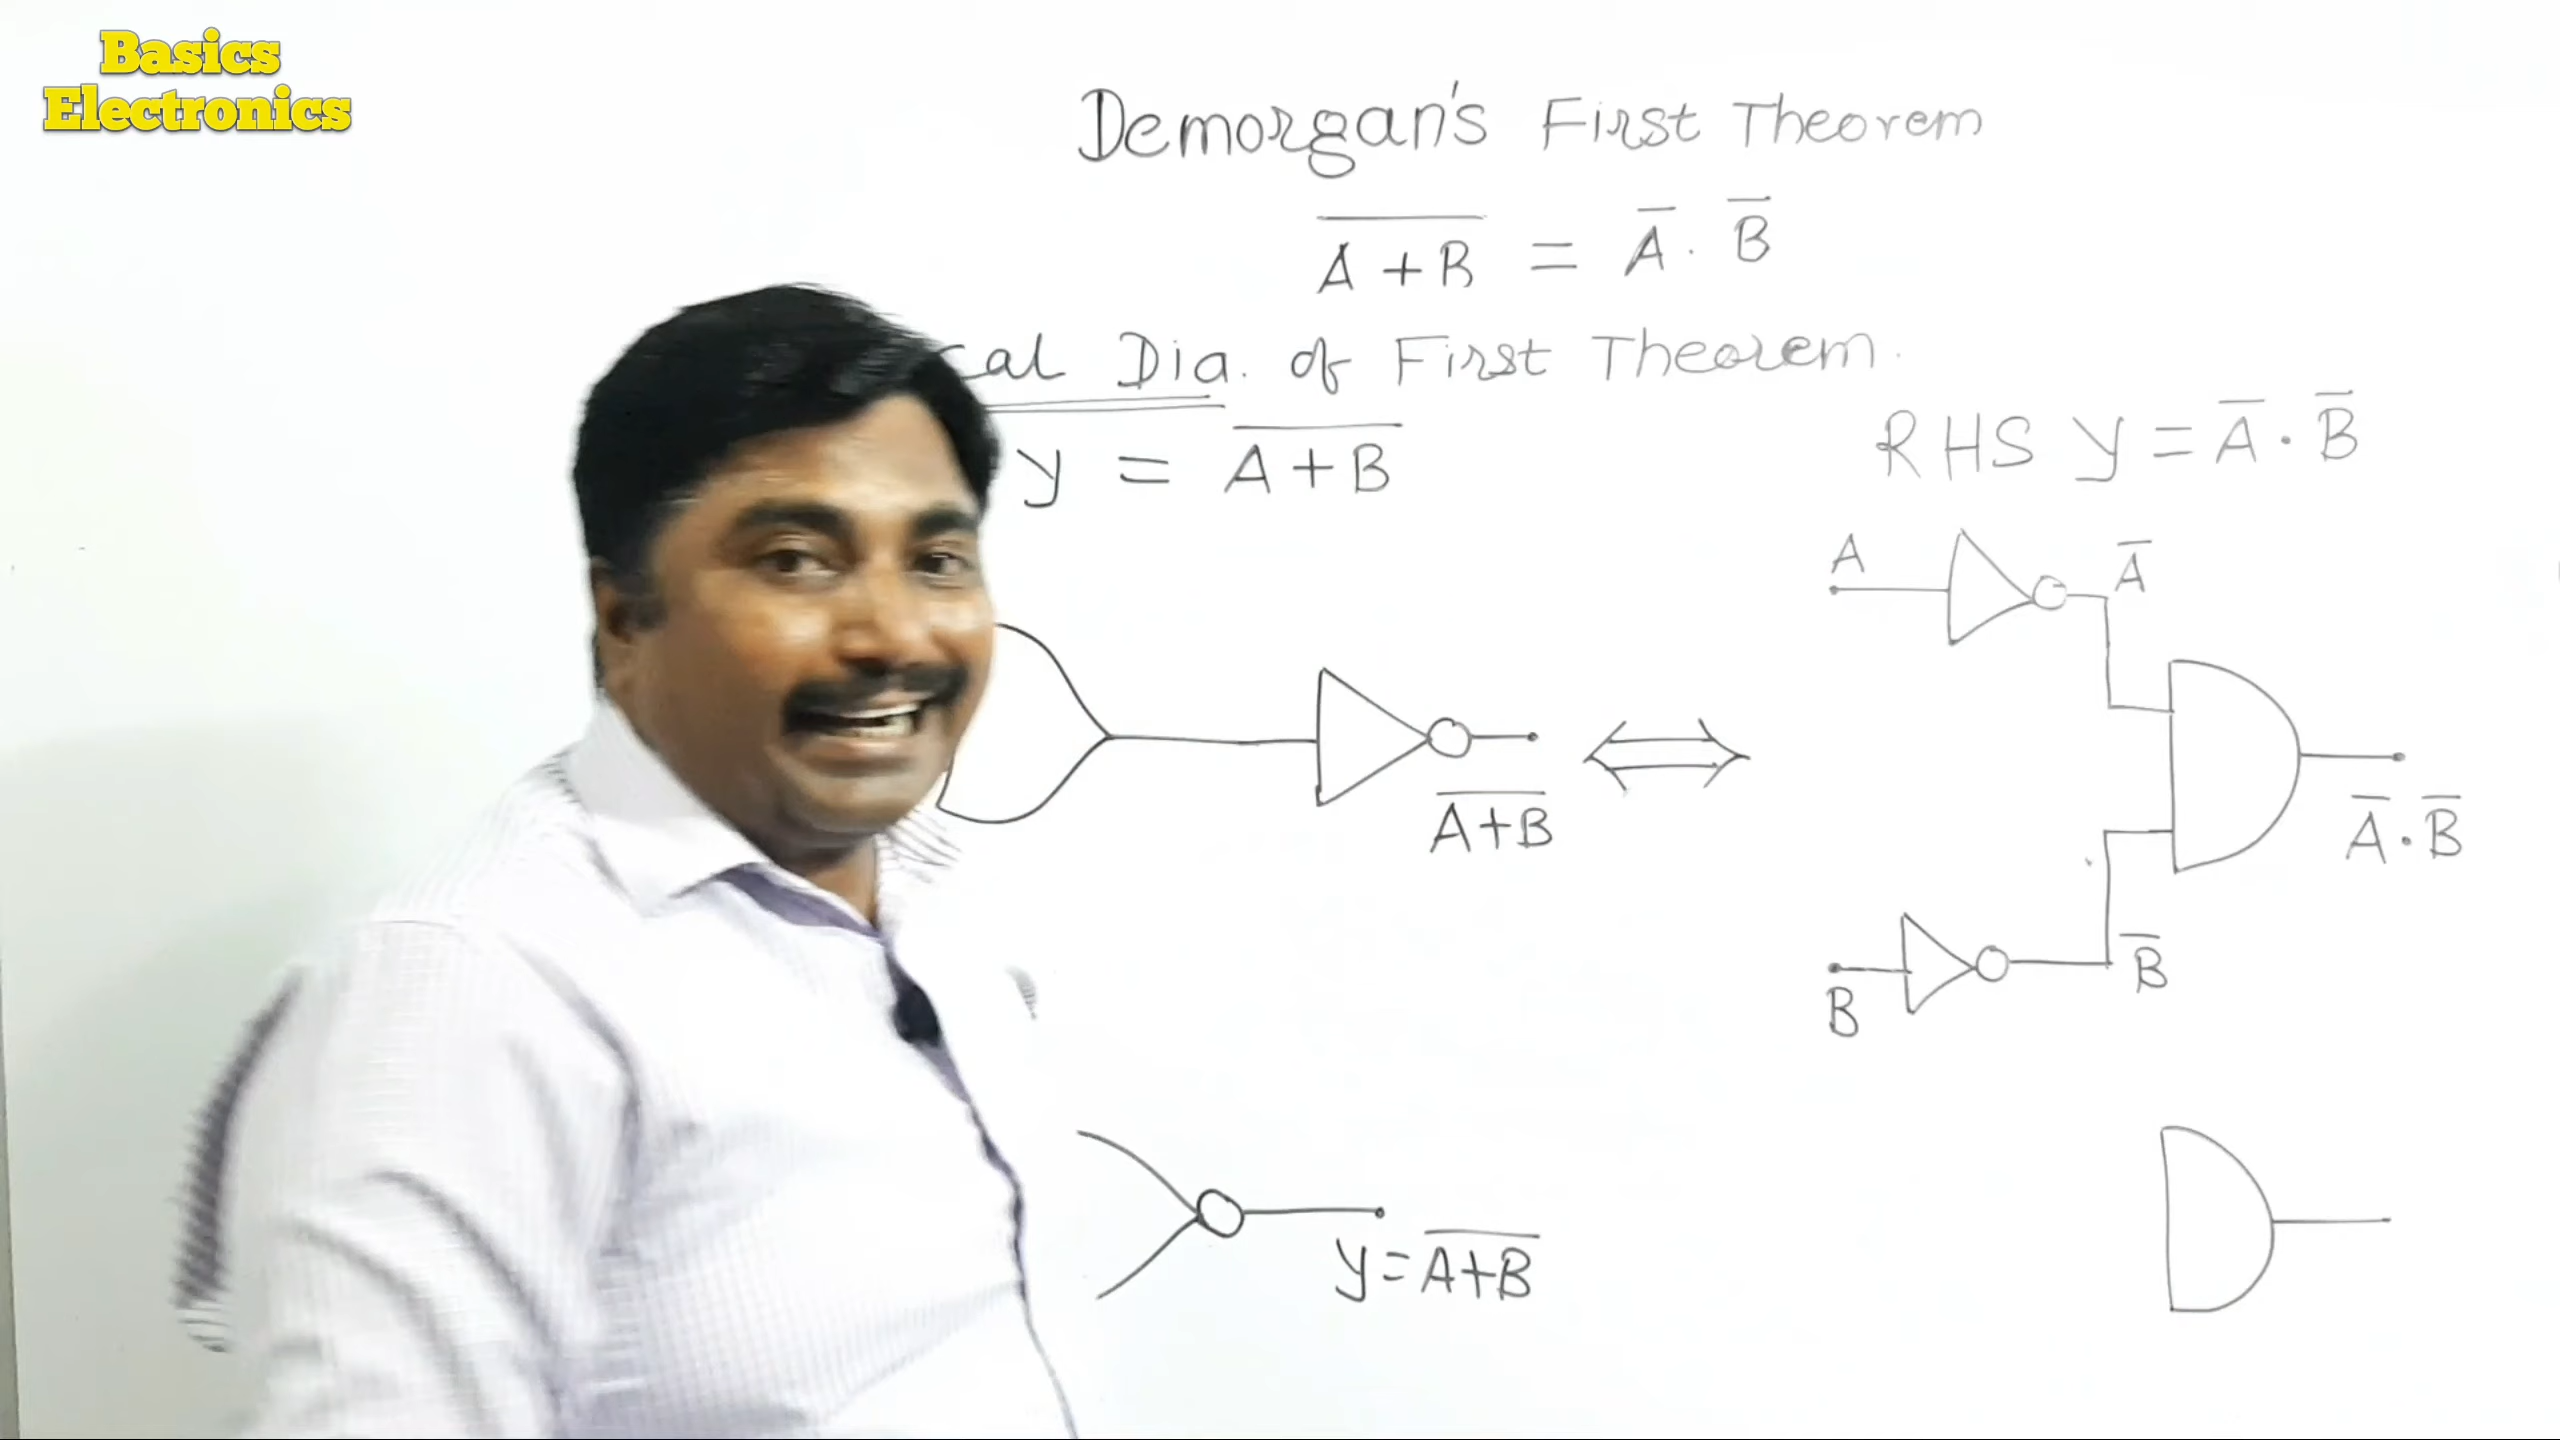 Basics
Electronics
Demorgan's First Theorem
A̅ ̅+̅ ̅B̅ = A̅ . B̅
cal Dia. of First Theorem.
y = A̅ ̅+̅ ̅B̅
RHS y = A̅ . B̅
A
A̅
A̅+̅B̅
A̅ . B̅
B
B̅
y = A̅+̅B̅